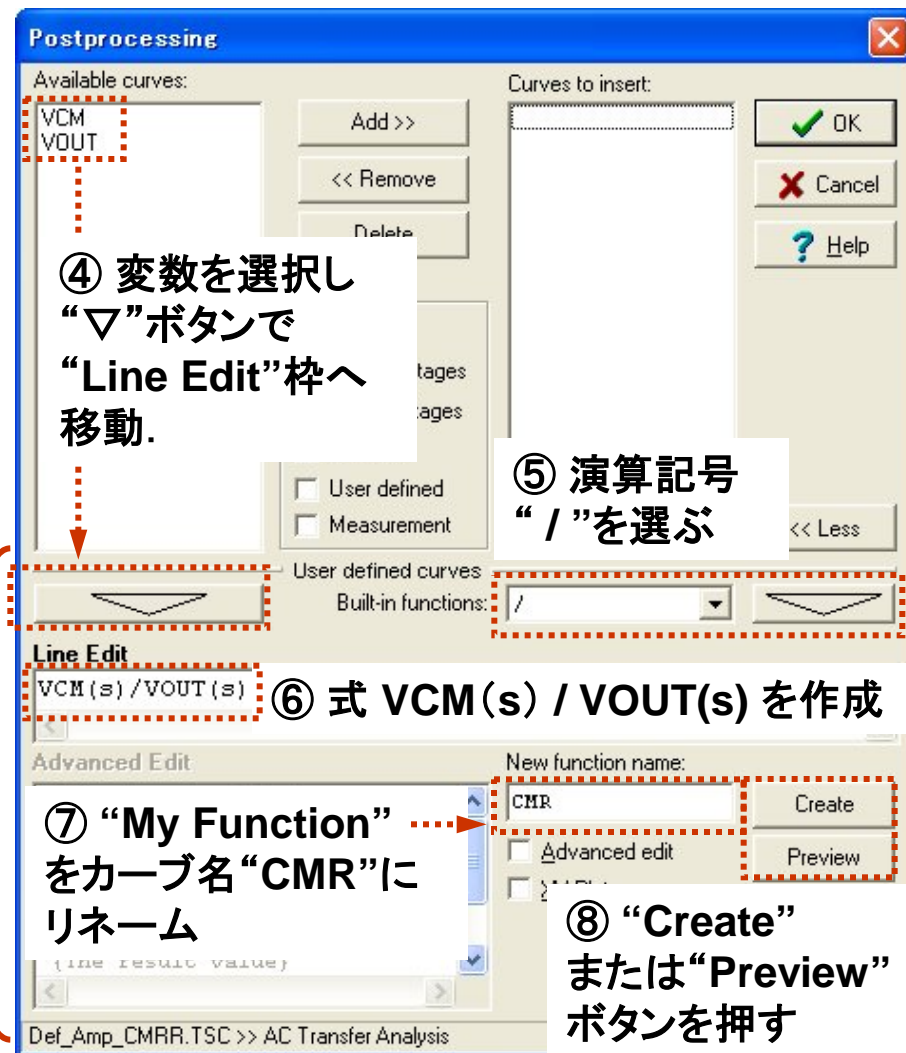 Postprocessing
Available curves:
Curves to insert:
VCM
VOUT
Add >>
<< Remove
Delete
OK
Cancel
Help
④ 変数を選択し
“▽”ボタンで
“Line Edit”枠へ
移動.
tages
ages
User defined
Measurement
⑤ 演算記号
“ / ”を選ぶ
<< Less
User defined curves
Built-in functions:
/
Line Edit
VCM(s)/VOUT(s)
⑥ 式 VCM(s) / VOUT(s) を作成
Advanced Edit
New function name:
CMR
Create
⑦ “My Function”
をカーブ名“CMR”に
リネーム
Advanced edit
Preview
⑧ “Create”
または“Preview”
ボタンを押す
{The result value}
Def_Amp_CMRR.TSC >> AC Transfer Analysis